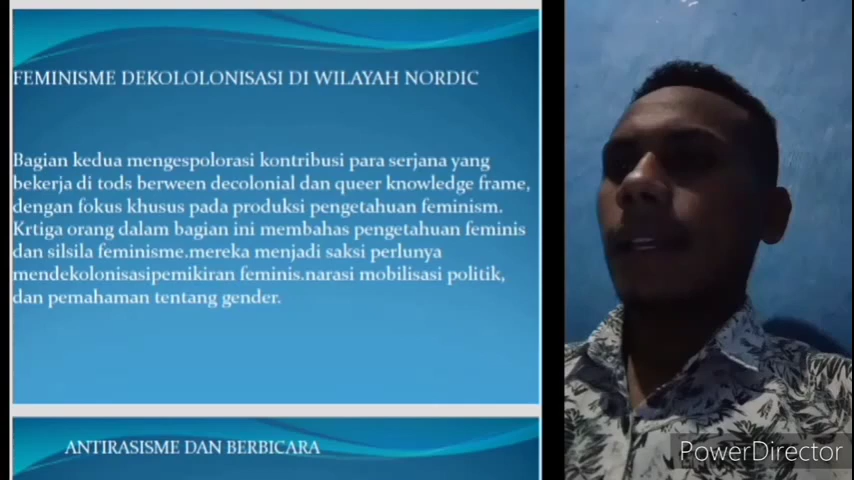 FEMINISME DEKOLOLONISASI DI WILAYAH NORDIC
Bagian kedua mengespolorasi kontribusi para serjana yang
bekerja di tods berween decolonial dan queer knowledge frame,
dengan fokus khusus pada produksi pengetahuan feminism.
Krtiga orang dalam bagian ini membahas pengetahuan feminis
dan silsila feminisme.mereka menjadi saksi perlunya
mendekolonisasipemikiran feminis.narasi mobilisasi politik,
dan pemahaman tentang gender.
ANTIRASISME DAN BERBICARA
PowerDirector